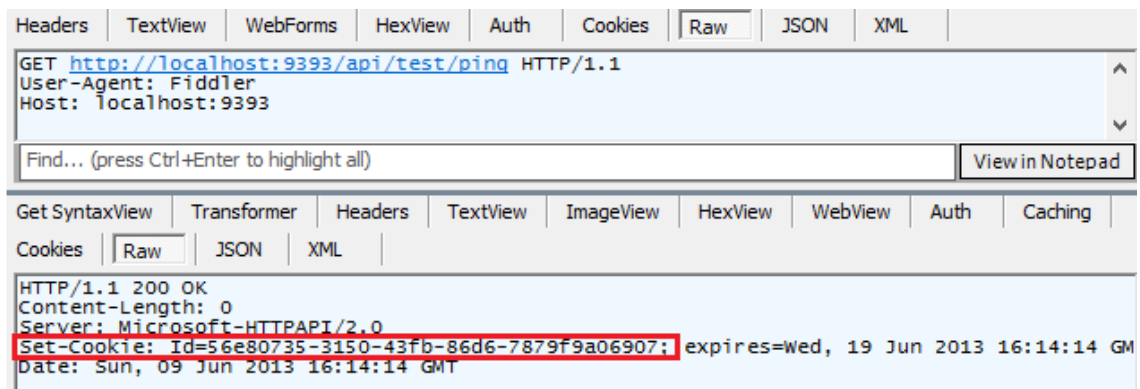 Headers TextView WebForms HexView Auth Cookies Raw JSON XML
GET http://localhost:9393/api/test/ping HTTP/1.1
User-Agent: Fiddler
Host: localhost:9393
Find... (press Ctrl+Enter to highlight all) View in Notepad
Get SyntaxView Transformer Headers TextView ImageView HexView WebView Auth Caching
Cookies Raw JSON XML
HTTP/1.1 200 OK
Content-Length: 0
Server: Microsoft-HTTPAPI/2.0
Set-Cookie: Id=56e80735-3150-43fb-86d6-7879f9a06907; expires=Wed, 19 Jun 2013 16:14:14 GM
Date: Sun, 09 Jun 2013 16:14:14 GMT